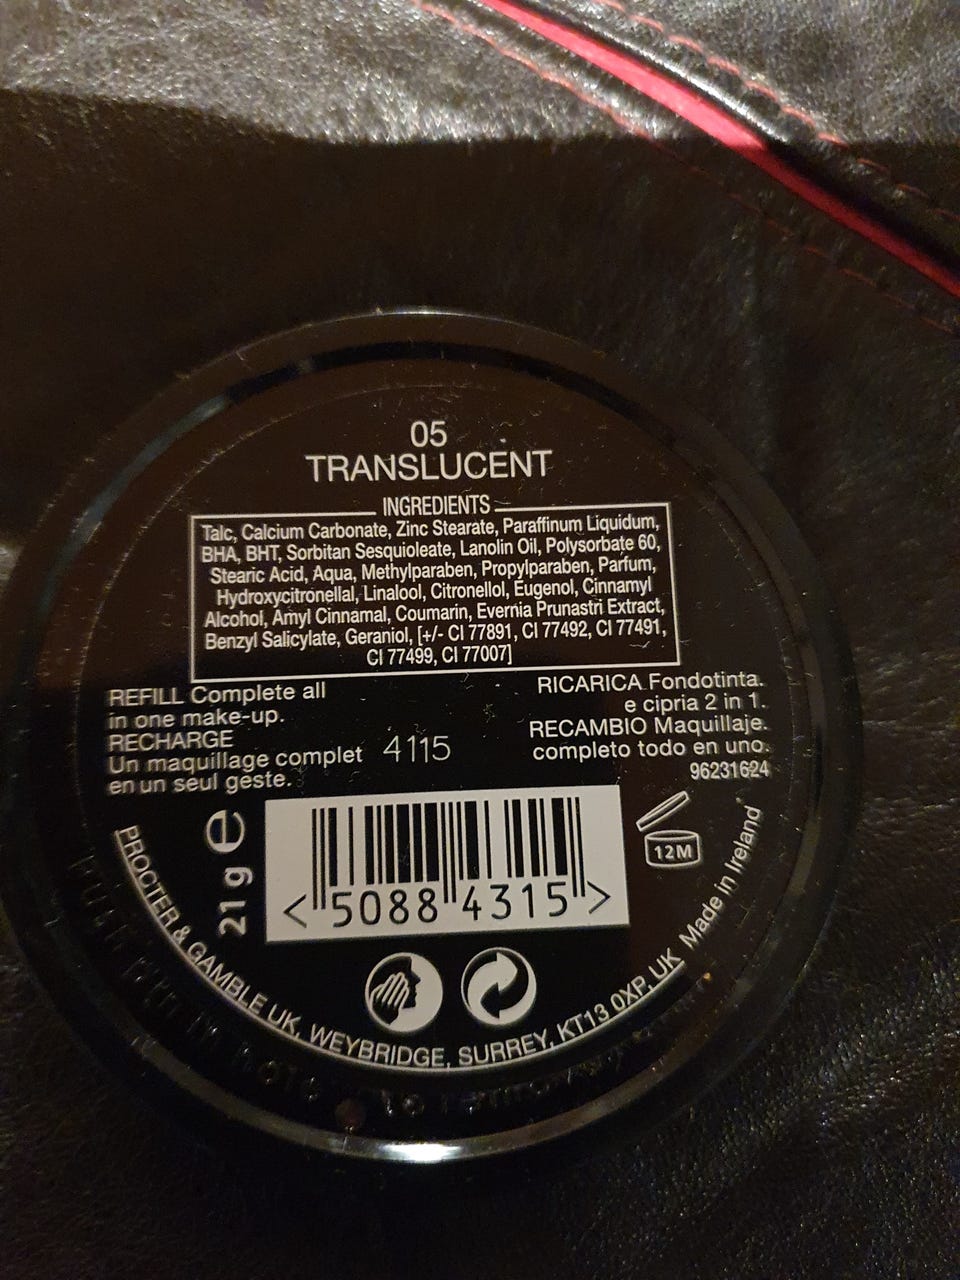 05
TRANSLUCENT
INGREDIENTS
Talc, Calcium Carbonate, Zinc Stearate, Paraffinum Liquidum,
BHA, BHT, Sorbitan Sesquioleate, Lanolin Oil, Polysorbate 60,
Stearic Acid, Aqua, Methylparaben, Propylparaben, Parfum,
Hydroxycitronellal, Linalool, Citronellol, Eugenol, Cinnamyl
Alcohol, Amyl Cinnamal, Coumarin, Evernia Prunastri Extract,
Benzyl Salicylate, Geraniol, [+/- CI 77891, CI 77492, CI 77491,
CI 77499, CI 77007]
REFILL Complete all
in one make-up.
RECHARGE
Un maquillage complet
en un seul geste.
4115
RICARICA Fondotinta.
e cipria 2 in 1.
RECAMBIO Maquillaje.
completo todo en uno.
96231624
21 g e
<5088 4315>
12M
PROCTER & GAMBLE UK, WEYBRIDGE, SURREY, KT13 0XP, UK Made in Ireland